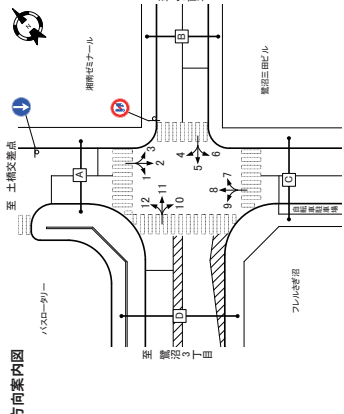 方向案内図
至 土橋交差点
湘南ゼミナール
バスロータリー
A
B
C
D
1
2
3
4
5
6
7
8
9
10
11
12
至 鷺沼3丁目
フレルさぎ沼
自転車駐車場
鷺沼三田ビル